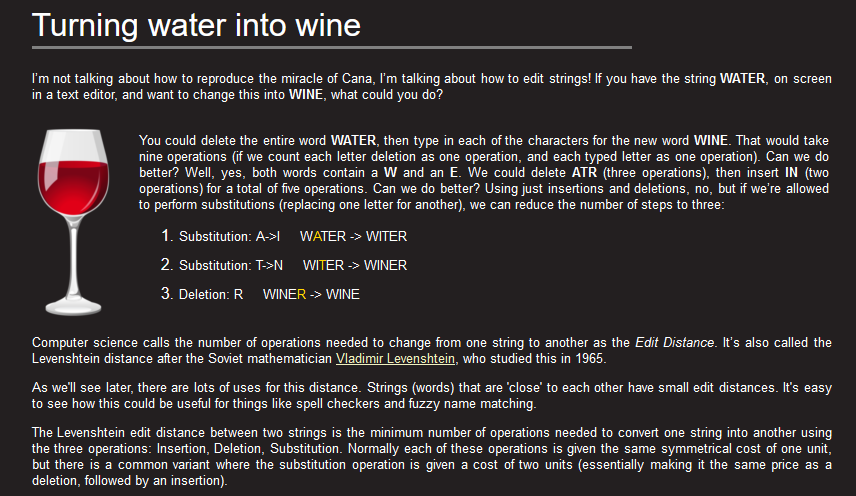 Turning water into wine
I'm not talking about how to reproduce the miracle of Cana, I'm talking about how to edit strings! If you have the string WATER, on screen
in a text editor, and want to change this into WINE, what could you do?
You could delete the entire word WATER, then type in each of the characters for the new word WINE. That would take
nine operations (if we count each letter deletion as one operation, and each typed letter as one operation). Can we do
better? Well, yes, both words contain a W and an E. We could delete ATR (three operations), then insert IN (two
operations) for a total of five operations. Can we do better? Using just insertions and deletions, no, but if we're allowed
to perform substitutions (replacing one letter for another), we can reduce the number of steps to three:
1. Substitution: A->I WATER -> WITER
2. Substitution: T->N WITER -> WINER
3. Deletion: R WINER -> WINE
Computer science calls the number of operations needed to change from one string to another as the Edit Distance. It's also called the
Levenshtein distance after the Soviet mathematician Vladimir Levenshtein, who studied this in 1965.
As we'll see later, there are lots of uses for this distance. Strings (words) that are 'close' to each other have small edit distances. It's easy
to see how this could be useful for things like spell checkers and fuzzy name matching.
The Levenshtein edit distance between two strings is the minimum number of operations needed to convert one string into another using
the three operations: Insertion, Deletion, Substitution. Normally each of these operations is given the same symmetrical cost of one unit,
but there is a common variant where the substitution operation is given a cost of two units (essentially making it the same price as a
deletion, followed by an insertion).